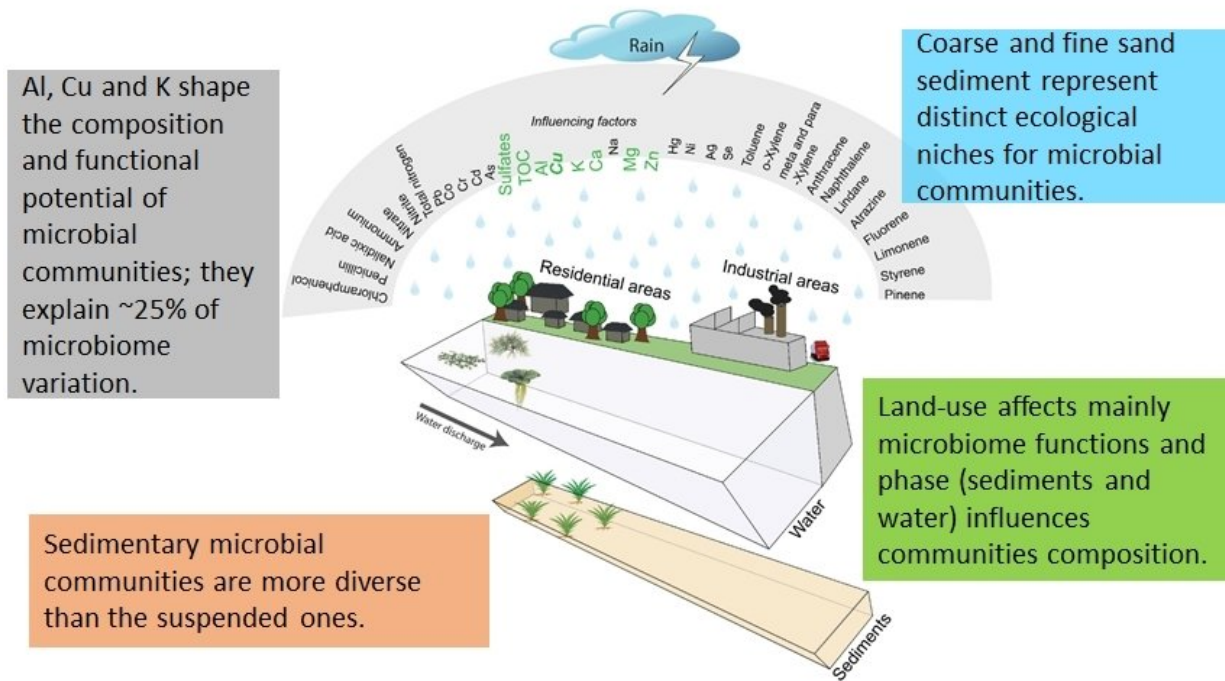 Rain
Al, Cu and K shape
the composition
and functional
potential of
microbial
communities; they
explain ~25% of
microbiome
variation.
Coarse and fine sand
sediment represent
distinct ecological
niches for microbial
communities.
Influencing factors
Chloramphenicol
Penicillin
Nalidixic acid
Ammonium
Nitrate
Nitrite
Total nitrogen
Pb
Co
Cr
Cd
As
Sulfates
TOC
Al
Cu
K
Ca
Na
Mg
Zn
Hg
Ni
Ag
Se
Toluene
o-Xylene
meta and para
-Xylene
Anthracene
Naphthalene
Lindane
Atrazine
Fluorene
Limonene
Styrene
Pinene
Residential areas
Industrial areas
Water discharge
Water
Sediments
Land-use affects mainly
microbiome functions and
phase (sediments and
water) influences
communities composition.
Sedimentary microbial
communities are more diverse
than the suspended ones.